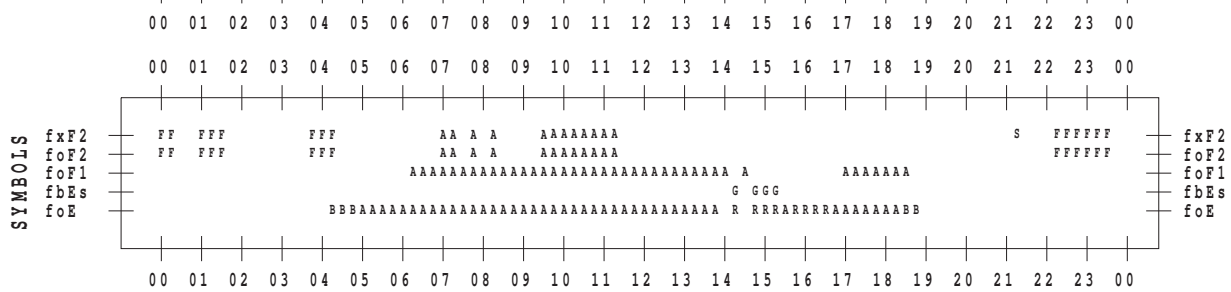 00 01 02 03 04 05 06 07 08 09 10 11 12 13 14 15 16 17 18 19 20 21 22 23 00
00 01 02 03 04 05 06 07 08 09 10 11 12 13 14 15 16 17 18 19 20 21 22 23 00
SYMBOLS
fxF2 FF FFF FFF AA A A AAAAAAAA S FFFFFF fxF2
foF2 FF FFF FFF AA A A AAAAAAAA FFFFFF foF2
foF1 AAAAAAAAAAAAAAAAAAAAAAAAAAAAAAAA A AAAAAAA foF1
fbEs G GGG fbEs
foE BBBAAAAAAAAAAAAAAAAAAAAAAAAAAAAAAAAAAAA R RRRARRRRAAAAAAABB foE
00 01 02 03 04 05 06 07 08 09 10 11 12 13 14 15 16 17 18 19 20 21 22 23 00